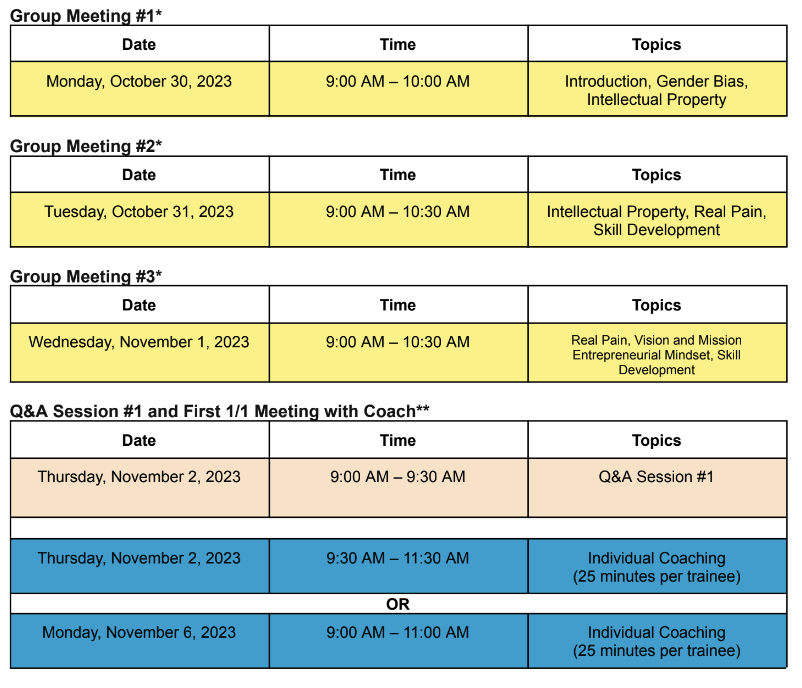 Group Meeting #1*
Date Time Topics
Monday, October 30, 2023 9:00 AM – 10:00 AM Introduction, Gender Bias,
Intellectual Property
Group Meeting #2*
Date Time Topics
Tuesday, October 31, 2023 9:00 AM – 10:30 AM Intellectual Property, Real Pain,
Skill Development
Group Meeting #3*
Date Time Topics
Wednesday, November 1, 2023 9:00 AM – 10:30 AM Real Pain, Vision and Mission
Entrepreneurial Mindset, Skill
Development
Q&A Session #1 and First 1/1 Meeting with Coach**
Date Time Topics
Thursday, November 2, 2023 9:00 AM – 9:30 AM Q&A Session #1
Thursday, November 2, 2023 9:30 AM – 11:30 AM Individual Coaching
(25 minutes per trainee)
OR
Monday, November 6, 2023 9:00 AM – 11:00 AM Individual Coaching
(25 minutes per trainee)